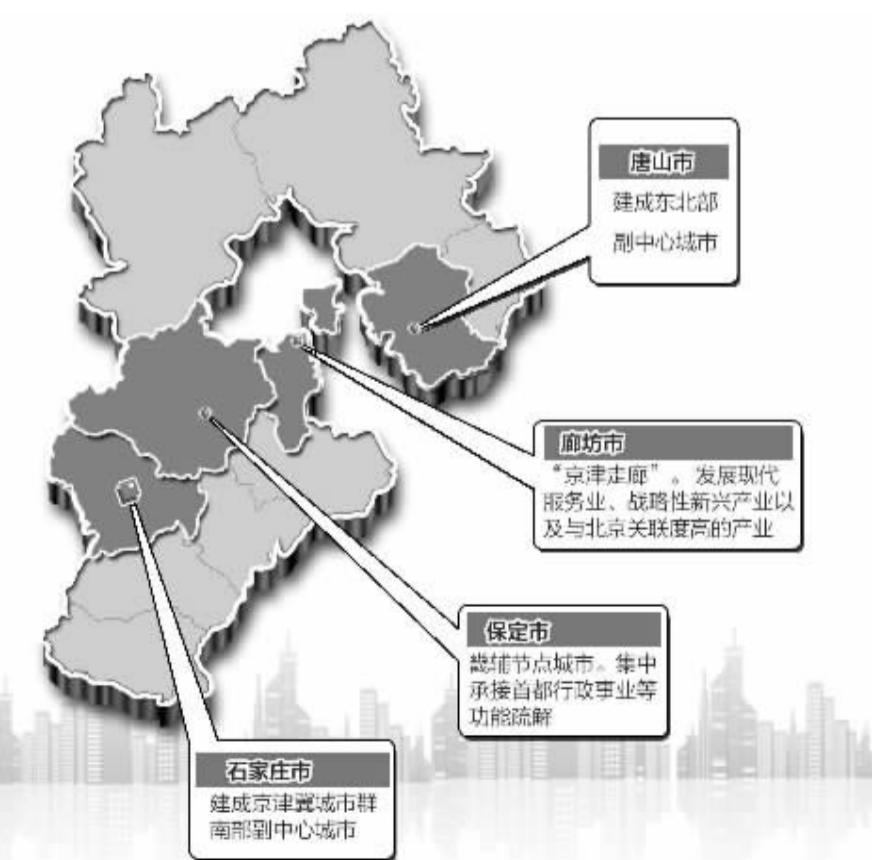 唐山市
建成东北部
副中心城市
廊坊市
“京津走廊”。发展现代
服务业、战略性新兴产业以
及与北京关联度高的产业
保定市
畿辅节点城市。集中
承接首都行政事业等
功能疏解
石家庄市
建成京津冀城市群
南部副中心城市